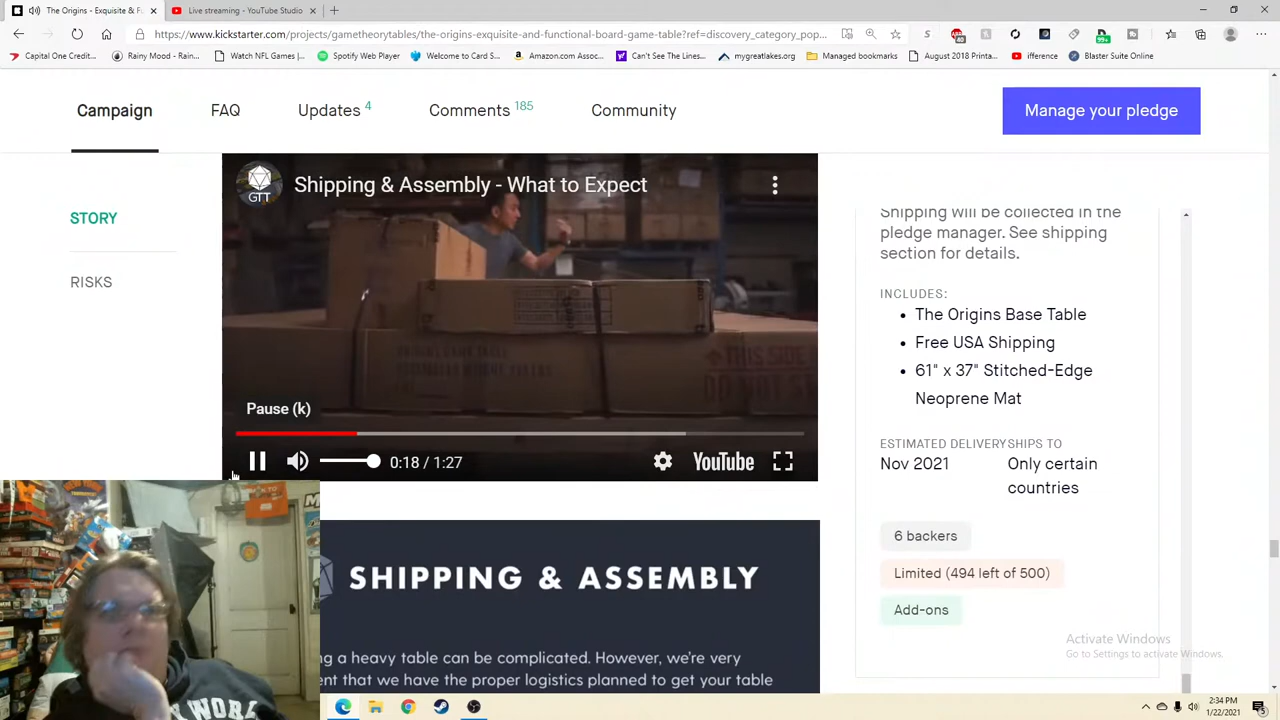 The Origins - Exquisite & F
Live streaming - YouTube Studio
https://www.kickstarter.com/projects/gametheorytables/the-origins-exquisite-and-functional-board-game-table?ref=discovery_category_pop...
Capital One Credit...
Rainy Mood • Rain...
Watch NFL Games |...
Spotify Web Player
Welcome to Card S...
Amazon.com Assoc...
Can't See The Lines...
mygreatlakes.org
Managed bookmarks
August 2018 Printa...
ifference
Blaster Suite Online
Campaign
FAQ
Updates 4
Comments 185
Community
Manage your pledge
STORY
RISKS
GTT
Shipping & Assembly - What to Expect
Pause (k)
0:18 / 1:27
YouTube
SHIPPING & ASSEMBLY
g a heavy table can be complicated. However, we're very
ent that we have the proper logistics planned to get your table
Shipping will be collected in the
pledge manager. See shipping
section for details.
INCLUDES:
• The Origins Base Table
• Free USA Shipping
• 61" x 37" Stitched-Edge
Neoprene Mat
ESTIMATED DELIVERY
Nov 2021
SHIPS TO
Only certain
countries
6 backers
Limited (494 left of 500)
Add-ons
Activate Windows
Go to Settings to activate Windows.
2:34 PM
1/22/2021